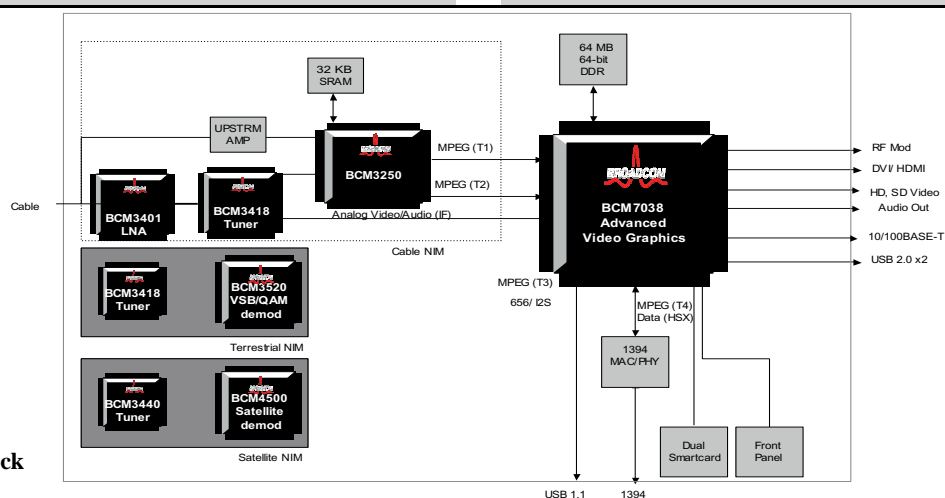 32 KB
SRAM
64 MB
64-bit
DDR
UPSTRM
AMP
BROADCOM
BCM3250
MPEG (T1)
MPEG (T2)
Analog Video/Audio (IF)
Cable
BCM3401
LNA
BCM3418
Tuner
Cable NIM
BROADCOM
BCM7038
Advanced
Video Graphics
RF Mod
DVI/ HDMI
HD, SD Video
Audio Out
10/100BASE-T
USB 2.0 x2
BCM3418
Tuner
BCM3520
VSB/QAM
demod
Terrestrial NIM
MPEG (T3)
656/ I2S
MPEG (T4)
Data (HSX)
1394
MAC/PHY
BCM3440
Tuner
BCM4500
Satellite
demod
Satellite NIM
Dual
Smartcard
Front
Panel
ck
USB 1.1
1394